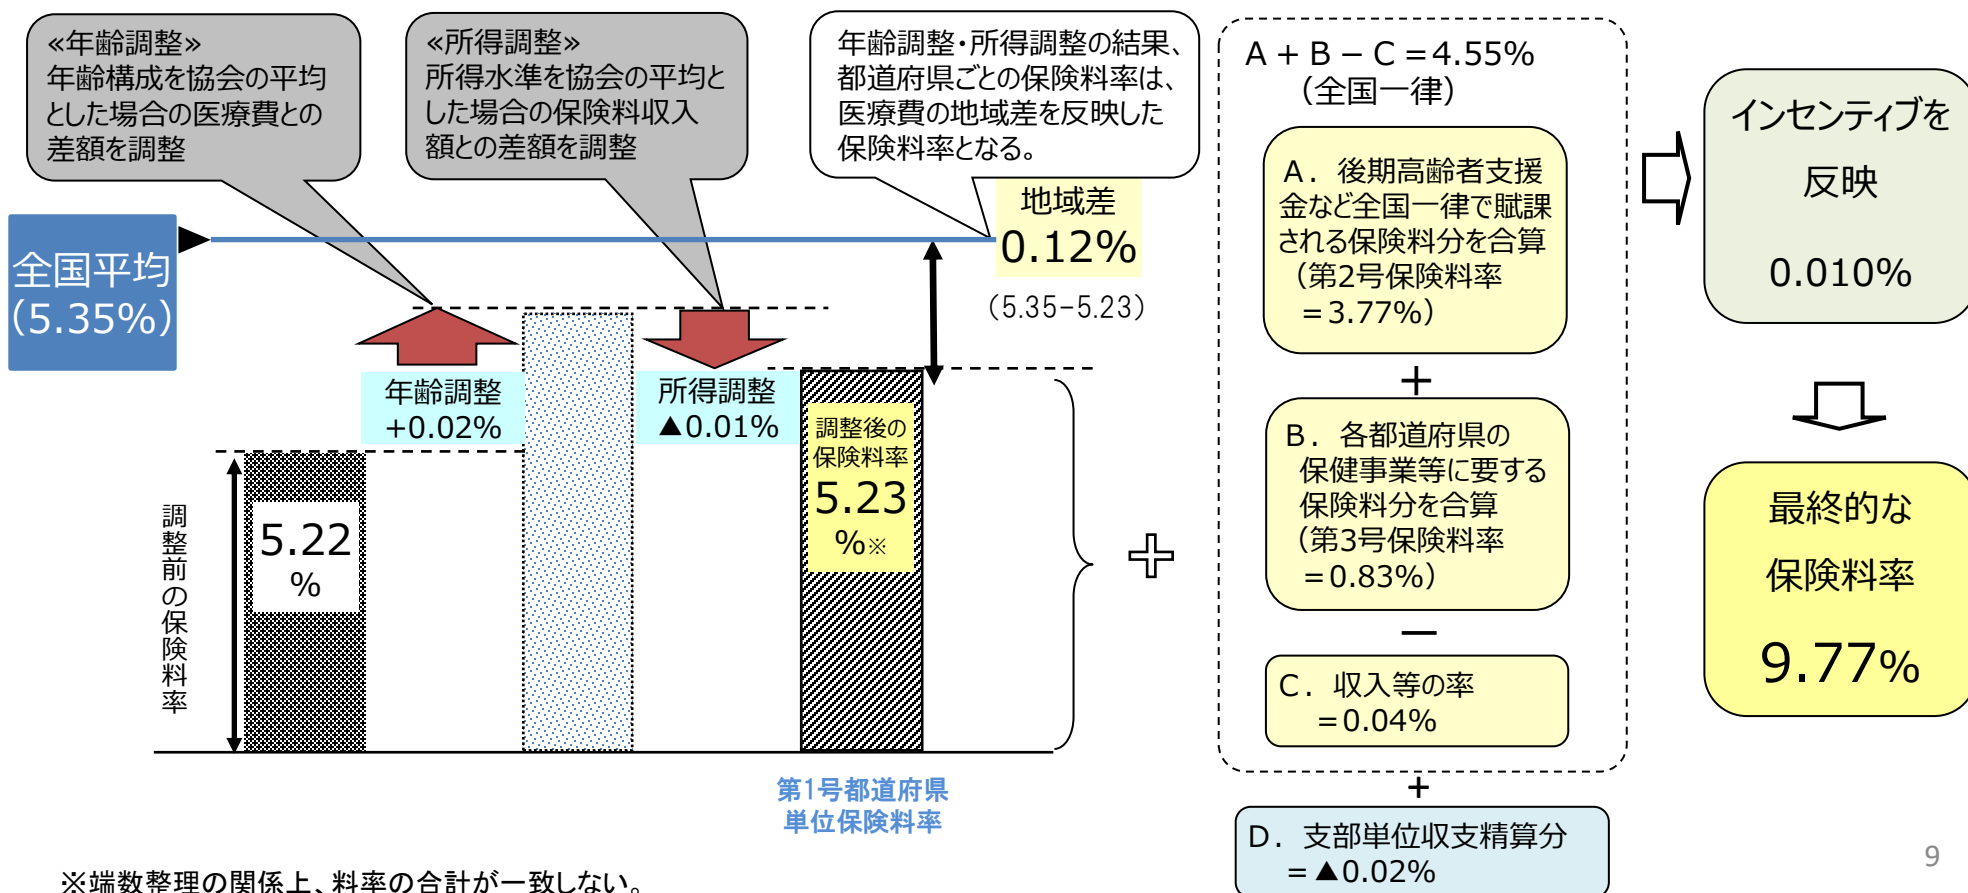 ≪年齢調整≫
年齢構成を協会の平均
とした場合の医療費との
差額を調整
≪所得調整≫
所得水準を協会の平均と
した場合の保険料収入
額との差額を調整
年齢調整・所得調整の結果、
都道府県ごとの保険料率は、
医療費の地域差を反映した
保険料率となる。
全国平均
(5.35%)
地域差
0.12%
（5.35−5.23）
年齢調整
+0.02%
所得調整
▲0.01%
調整前の保険料率
5.22
%
調整後の
保険料率
5.23
%※
第1号都道府県
単位保険料率
A＋B−C＝4.55%
（全国一律）
A．後期高齢者支援
金など全国一律で賦課
される保険料分を合算
（第2号保険料率
＝3.77%）
＋
B．各都道府県の
保健事業等に要する
保険料分を合算
（第3号保険料率
＝0.83%）
－
C．収入等の率
＝0.04%
+
D．支部単位収支精算分
＝▲0.02%
インセンティブを
反映
0.010%
最終的な
保険料率
9.77%
※端数整理の関係上、料率の合計が一致しない。
9